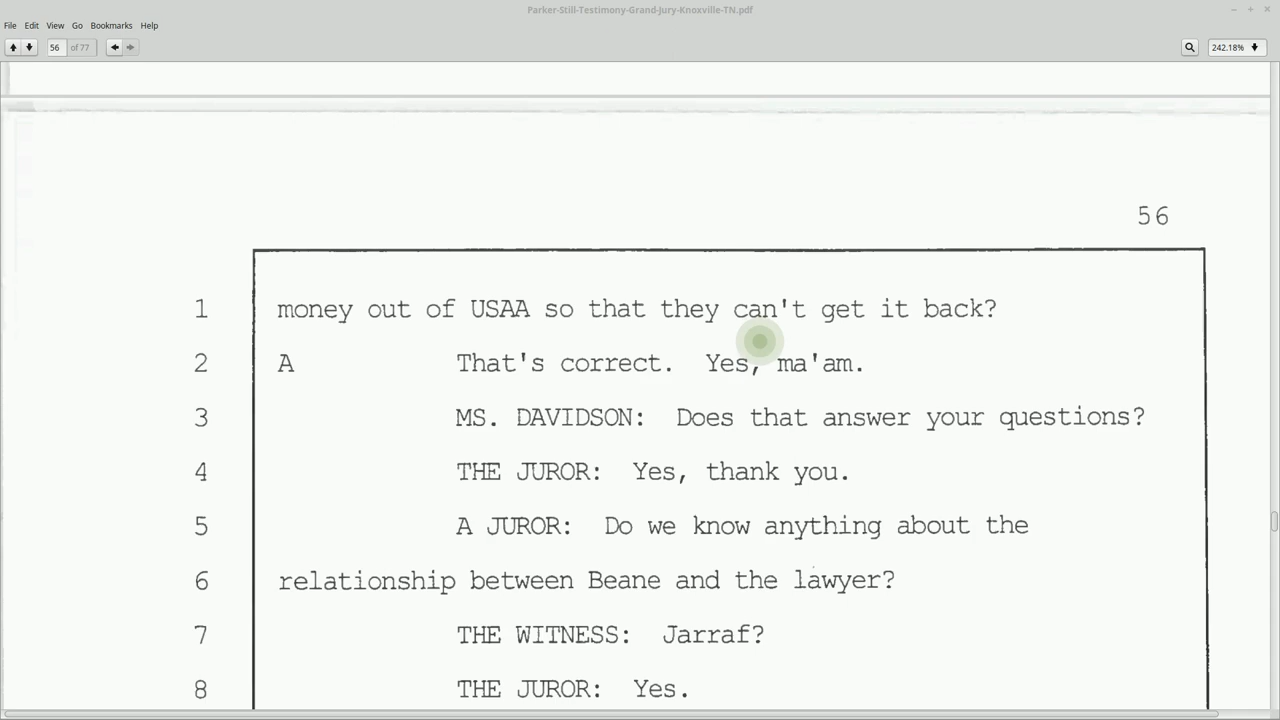 Parker-Still-Testimony-Grand-Jury-Knoxville-TN.pdf
File Edit View Go Bookmarks Help
56 of 77 242.18%
56
1 money out of USAA so that they can't get it back?
2 A That's correct. Yes, ma'am.
3 MS. DAVIDSON: Does that answer your questions?
4 THE JUROR: Yes, thank you.
5 A JUROR: Do we know anything about the
6 relationship between Beane and the lawyer?
7 THE WITNESS: Jarraf?
8 THE JUROR: Yes.